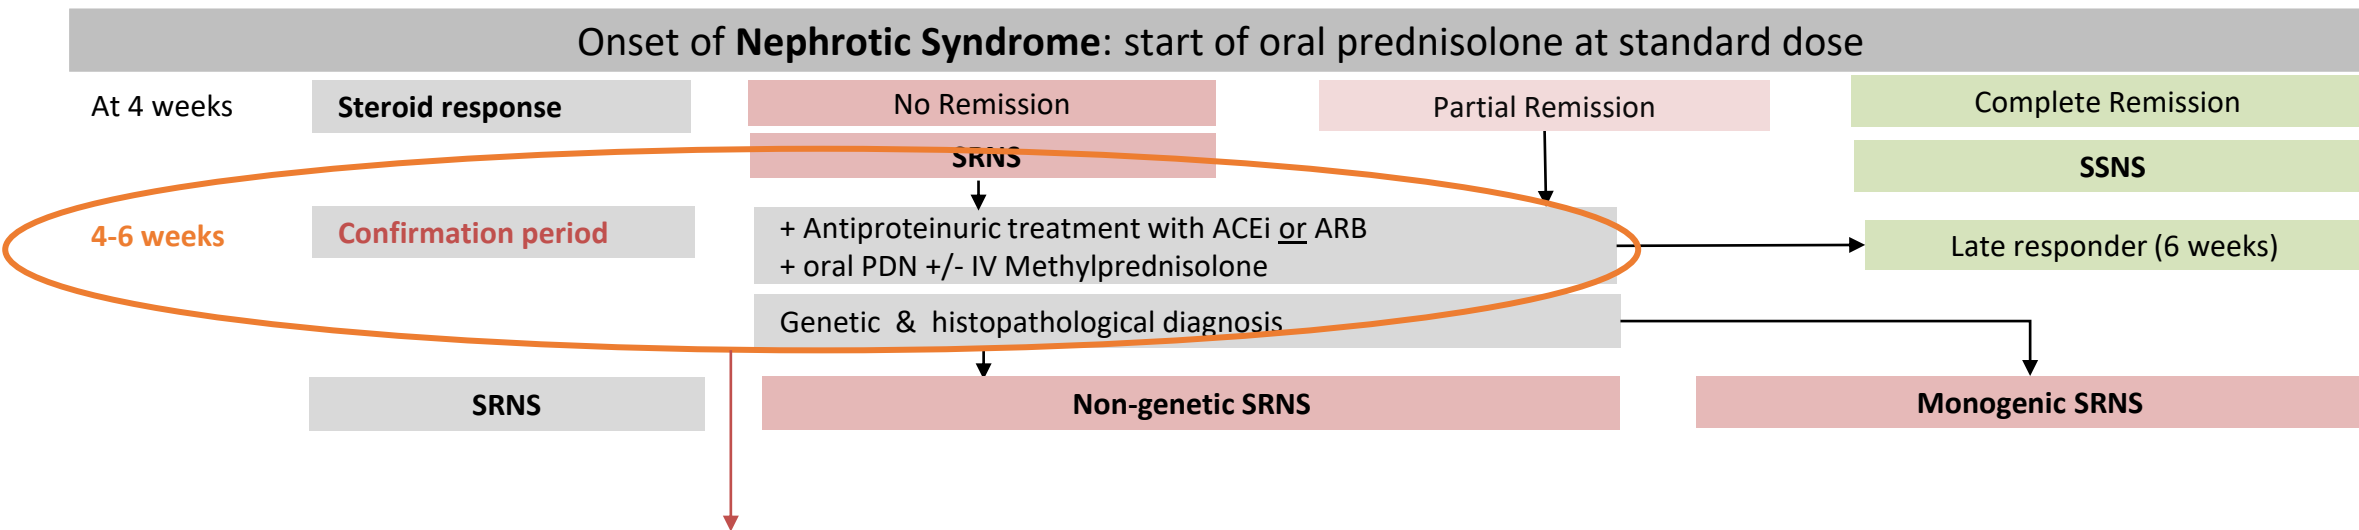 Onset of Nephrotic Syndrome: start of oral prednisolone at standard dose
At 4 weeks
Steroid response
No Remission
Partial Remission
Complete Remission
SRNS
SSNS
4-6 weeks
Confirmation period
+ Antiproteinuric treatment with ACEi or ARB
+ oral PDN +/- IV Methylprednisolone
Late responder (6 weeks)
Genetic & histopathological diagnosis
SRNS
Non-genetic SRNS
Monogenic SRNS